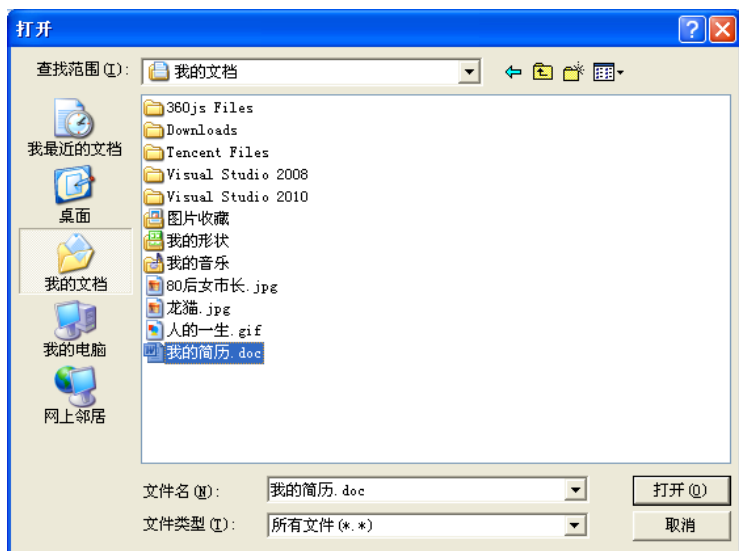 打开
查找范围(I):
我的文档
我最近的文档
桌面
我的文档
我的电脑
网上邻居
360js Files
Downloads
Tencent Files
Visual Studio 2008
Visual Studio 2010
图片收藏
我的形状
我的音乐
80后女市长.jpg
龙猫.jpg
人的一生.gif
我的简历.doc
文件名(N):
我的简历.doc
打开(O)
文件类型(T):
所有文件(*.*)
取消